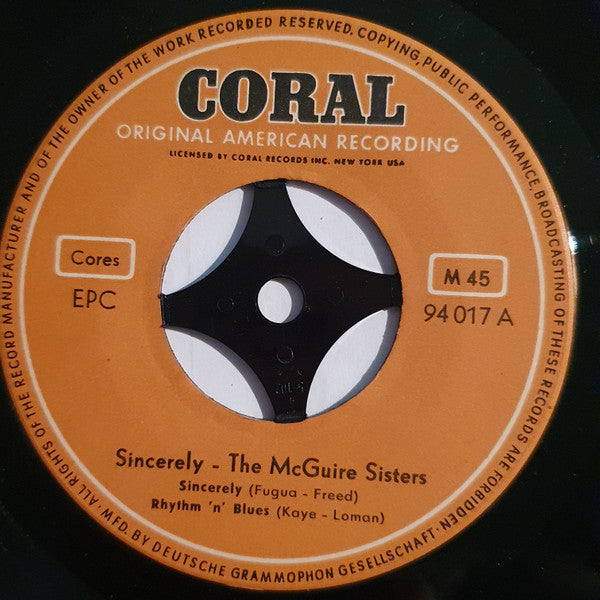 ALL RIGHTS OF THE RECORD MANUFACTURER AND OF THE OWNER OF THE WORK RECORDED RESERVED. COPYING, PUBLIC PERFORMANCE, BROADCASTING OF THESE RECORDS ARE FORBIDDEN
CORAL
ORIGINAL AMERICAN RECORDING
LICENSED BY CORAL RECORDS INC. NEW YORK USA
Cores
M 45
EPC
94 017 A
Sincerely - The McGuire Sisters
Sincerely (Fugua - Freed)
Rhythm 'n' Blues (Kaye - Loman)
· MFD. BY DEUTSCHE GRAMMOPHON GESELLSCHAFT ·